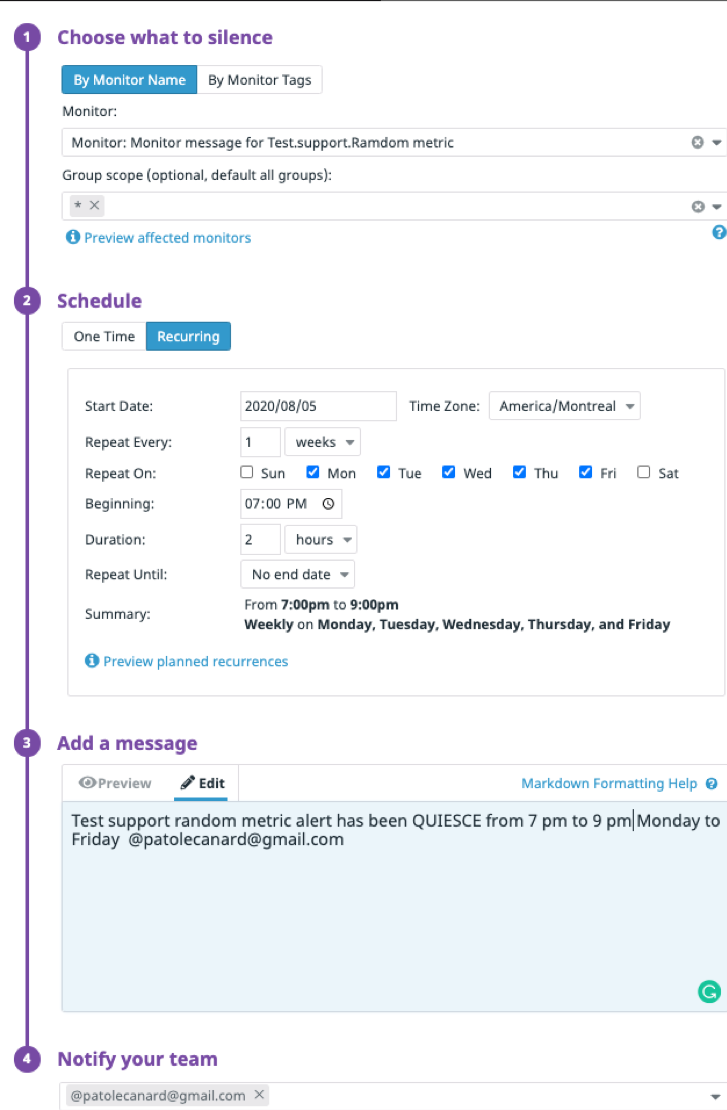 1 Choose what to silence
By Monitor Name By Monitor Tags
Monitor:
Monitor: Monitor message for Test.support.Ramdom metric
Group scope (optional, default all groups):
*
Preview affected monitors
2 Schedule
One Time Recurring
Start Date: 2020/08/05 Time Zone: America/Montreal
Repeat Every: 1 weeks
Repeat On: Sun Mon Tue Wed Thu Fri Sat
Beginning: 07:00 PM
Duration: 2 hours
Repeat Until: No end date
Summary: From 7:00pm to 9:00pm
Weekly on Monday, Tuesday, Wednesday, Thursday, and Friday
Preview planned recurrences
3 Add a message
Preview Edit Markdown Formatting Help
Test support random metric alert has been QUIESCE from 7 pm to 9 pm Monday to
Friday @patolecanard@gmail.com
4 Notify your team
@patolecanard@gmail.com